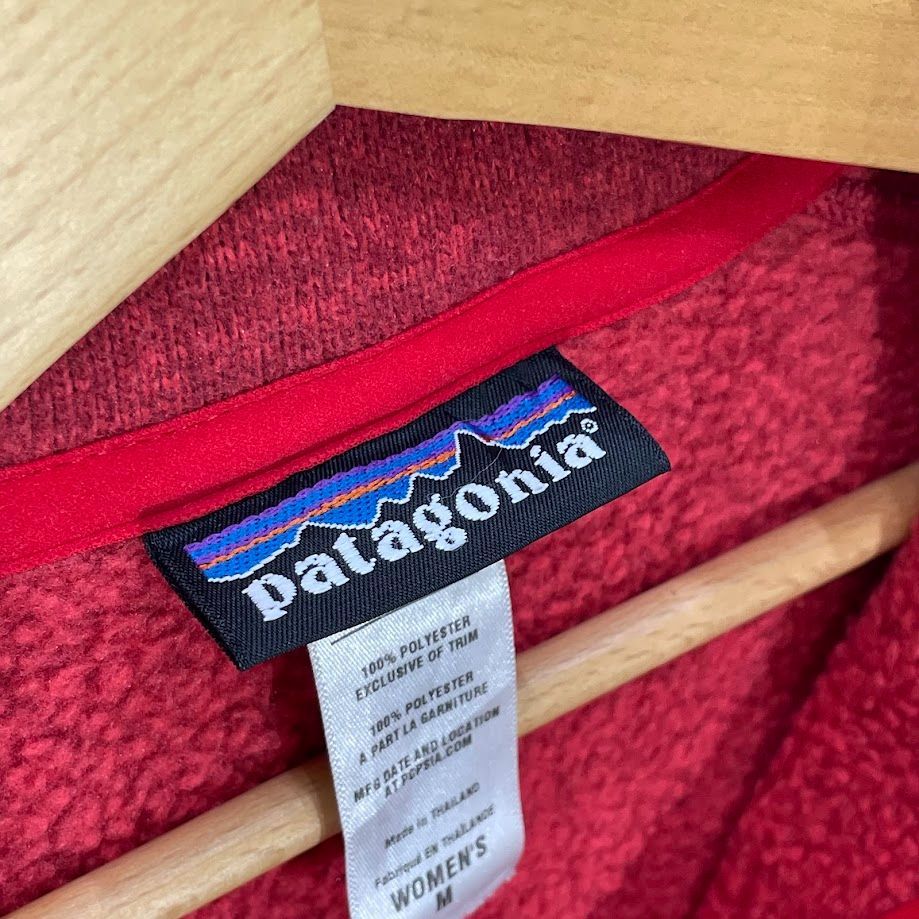 patagonia®
100% POLYESTER
EXCLUSIVE OF TRIM
100% POLYESTER
A PART LA GARNITURE
MFG DATE AND LOCATION
AT PCPSIA.COM
Made in THAILAND
Fabriqué EN THAÏLANDE
WOMEN'S
M